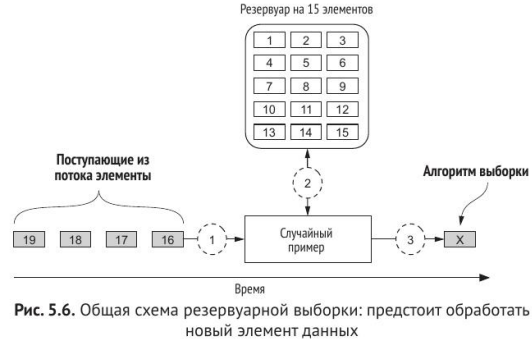 Резервуар на 15 элементов
1 2 3
4 5 6
7 8 9
10 11 12
13 14 15
Поступающие из
потока элементы
2
Алгоритм выборки
19 18 17 16 1
Случайный
пример
3 X
Время
Рис. 5.6. Общая схема резервуарной выборки: предстоит обработать
новый элемент данных